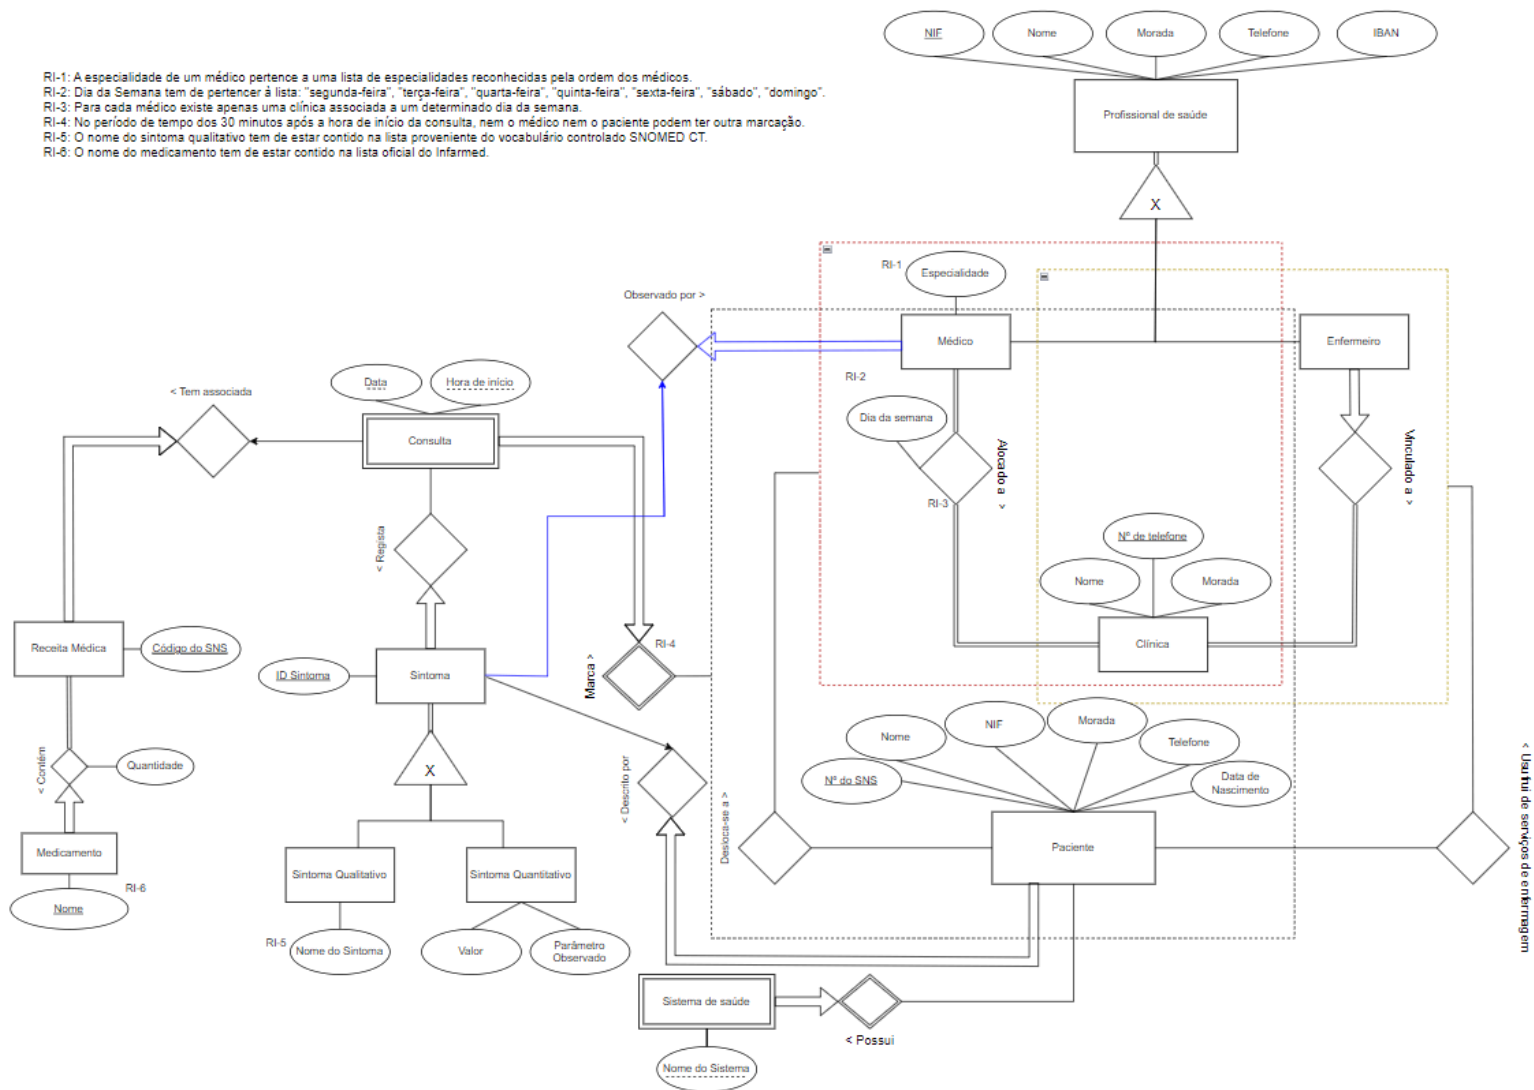 NIF
Nome
Morada
Telefone
IBAN
RI-1: A especialidade de um médico pertence a uma lista de especialidades reconhecidas pela ordem dos médicos.
RI-2: Dia da Semana tem de pertencer à lista: "segunda-feira", "terça-feira", "quarta-feira", "quinta-feira", "sexta-feira", "sábado", "domingo".
RI-3: Para cada médico existe apenas uma clínica associada a um determinado dia da semana.
RI-4: No período de tempo dos 30 minutos após a hora de início da consulta, nem o médico nem o paciente podem ter outra marcação.
RI-5: O nome do sintoma qualitativo tem de estar contido na lista proveniente do vocabulário controlado SNOMED CT.
RI-6: O nome do medicamento tem de estar contido na lista oficial do Infarmed.
Profissional de saúde
X
RI-1
Especialidade
Observado por >
Médico
Enfermeiro
RI-2
Data
Hora de início
< Tem associada
Dia da semana
Consulta
Alocado a >
Vinculado a >
RI-3
Nº de telefone
< Regista
Nome
Morada
Receita Médica
Código do SNS
RI-4
Clínica
Sintoma
ID Sintoma
Marca >
Nome
NIF
Morada
Telefone
< Contém
Quantidade
X
< Descrito por
Nº do SNS
Data de
Nascimento
Desloca-se a >
< Usufrui de serviços de enfermagem
Medicamento
Paciente
RI-6
Sintoma Qualitativo
Sintoma Quantitativo
Nome
RI-5
Nome do Sintoma
Valor
Parâmetro
Observado
Sistema de saúde
< Possui
Nome do Sistema